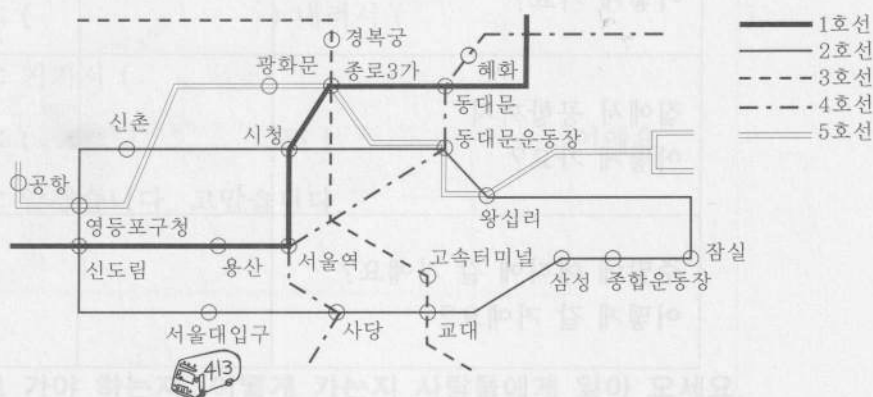 경복궁
광화문
종로3가
혜화
동대문
신촌
시청
동대문운동장
공항
영등포구청
왕십리
신도림
용산
서울역
고속터미널
삼성
종합운동장
잠실
서울대입구
사당
교대
413
1호선
2호선
3호선
4호선
5호선